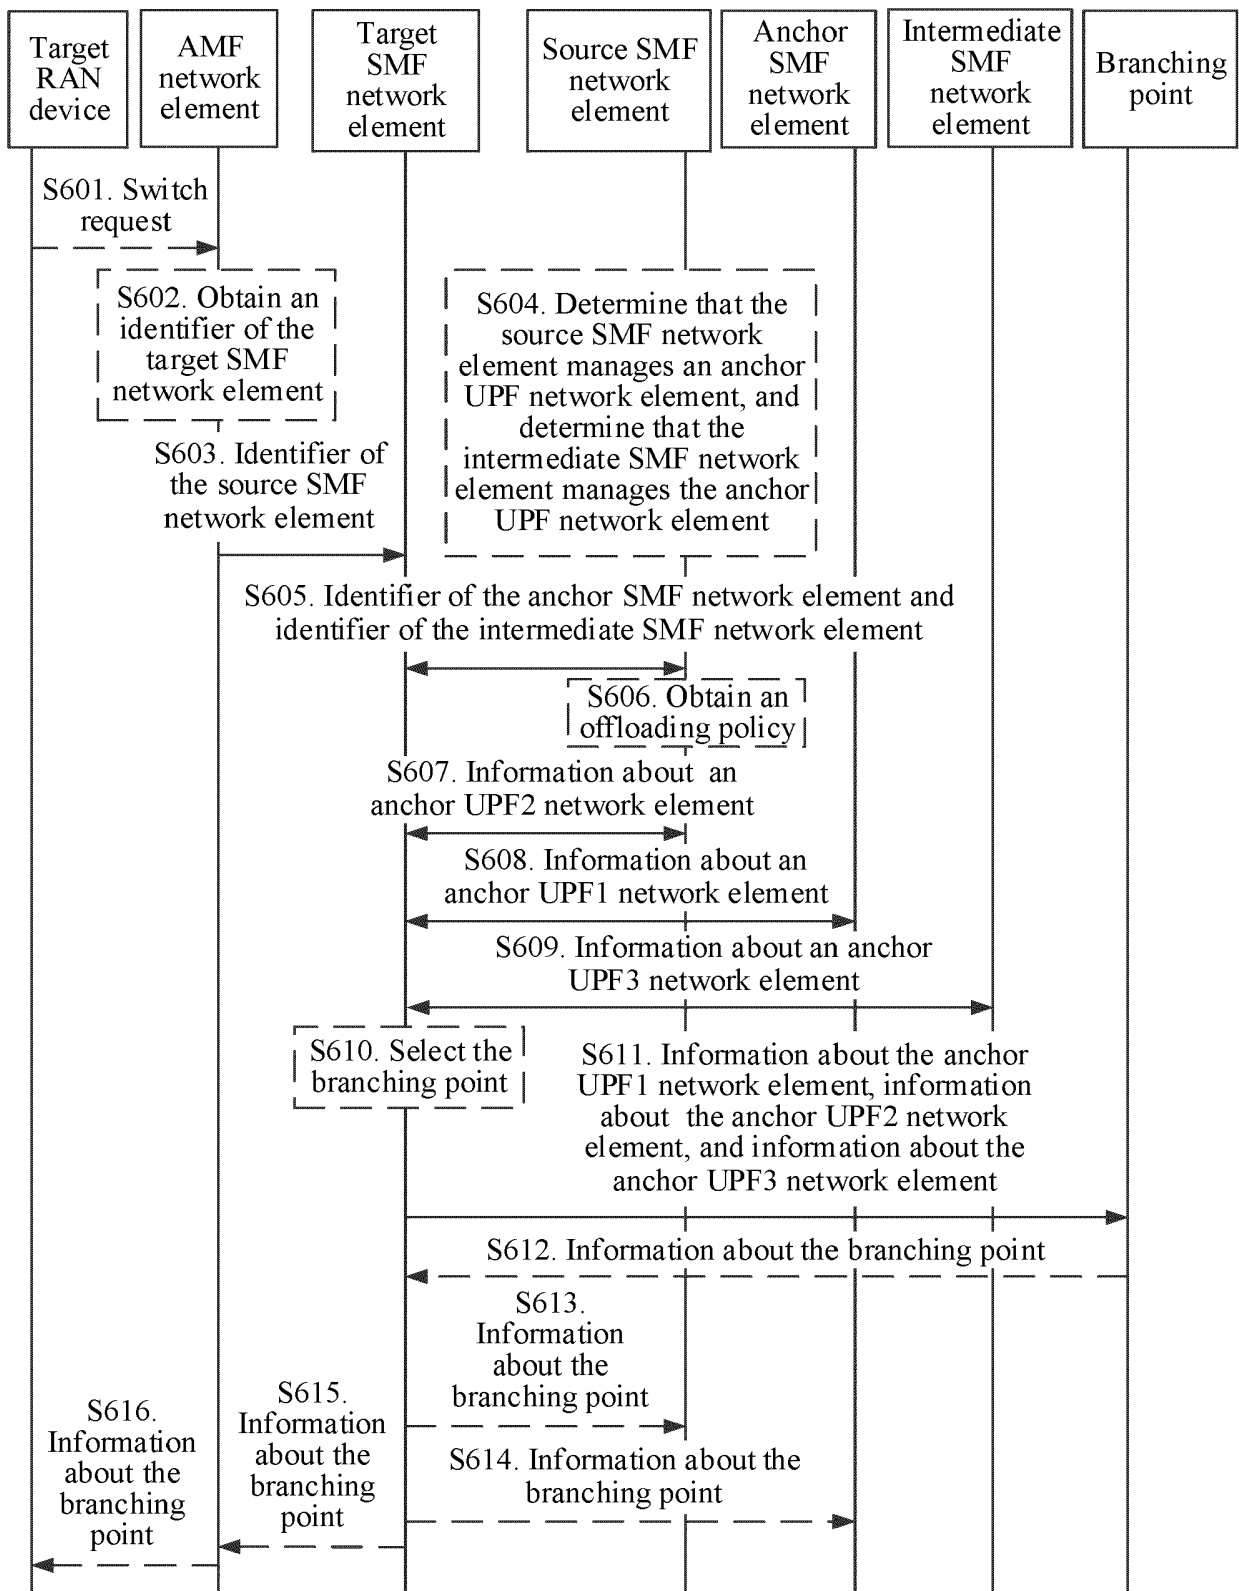 Target
RAN
device
AMF
network
element
Target
SMF
network
element
Source SMF
network
element
Anchor
SMF
network
element
Intermediate
SMF
network
element
Branching
point
S601. Switch
request
S602. Obtain an
identifier of the
target SMF
network element
S604. Determine that the
source SMF network
element manages an anchor
UPF network element, and
determine that the
intermediate SMF network
element manages the anchor
UPF network element
S603. Identifier of
the source SMF
network element
S605. Identifier of the anchor SMF network element and
identifier of the intermediate SMF network element
S606. Obtain an
offloading policy
S607. Information about an
anchor UPF2 network element
S608. Information about an
anchor UPF1 network element
S609. Information about an anchor
UPF3 network element
S610. Select the
branching point
S611. Information about the anchor
UPF1 network element, information
about the anchor UPF2 network
element, and information about the
anchor UPF3 network element
S612. Information about the branching point
S613.
Information
about the
branching point
S614. Information about the
branching point
S615.
Information
about the
branching
point
S616.
Information
about the
branching
point